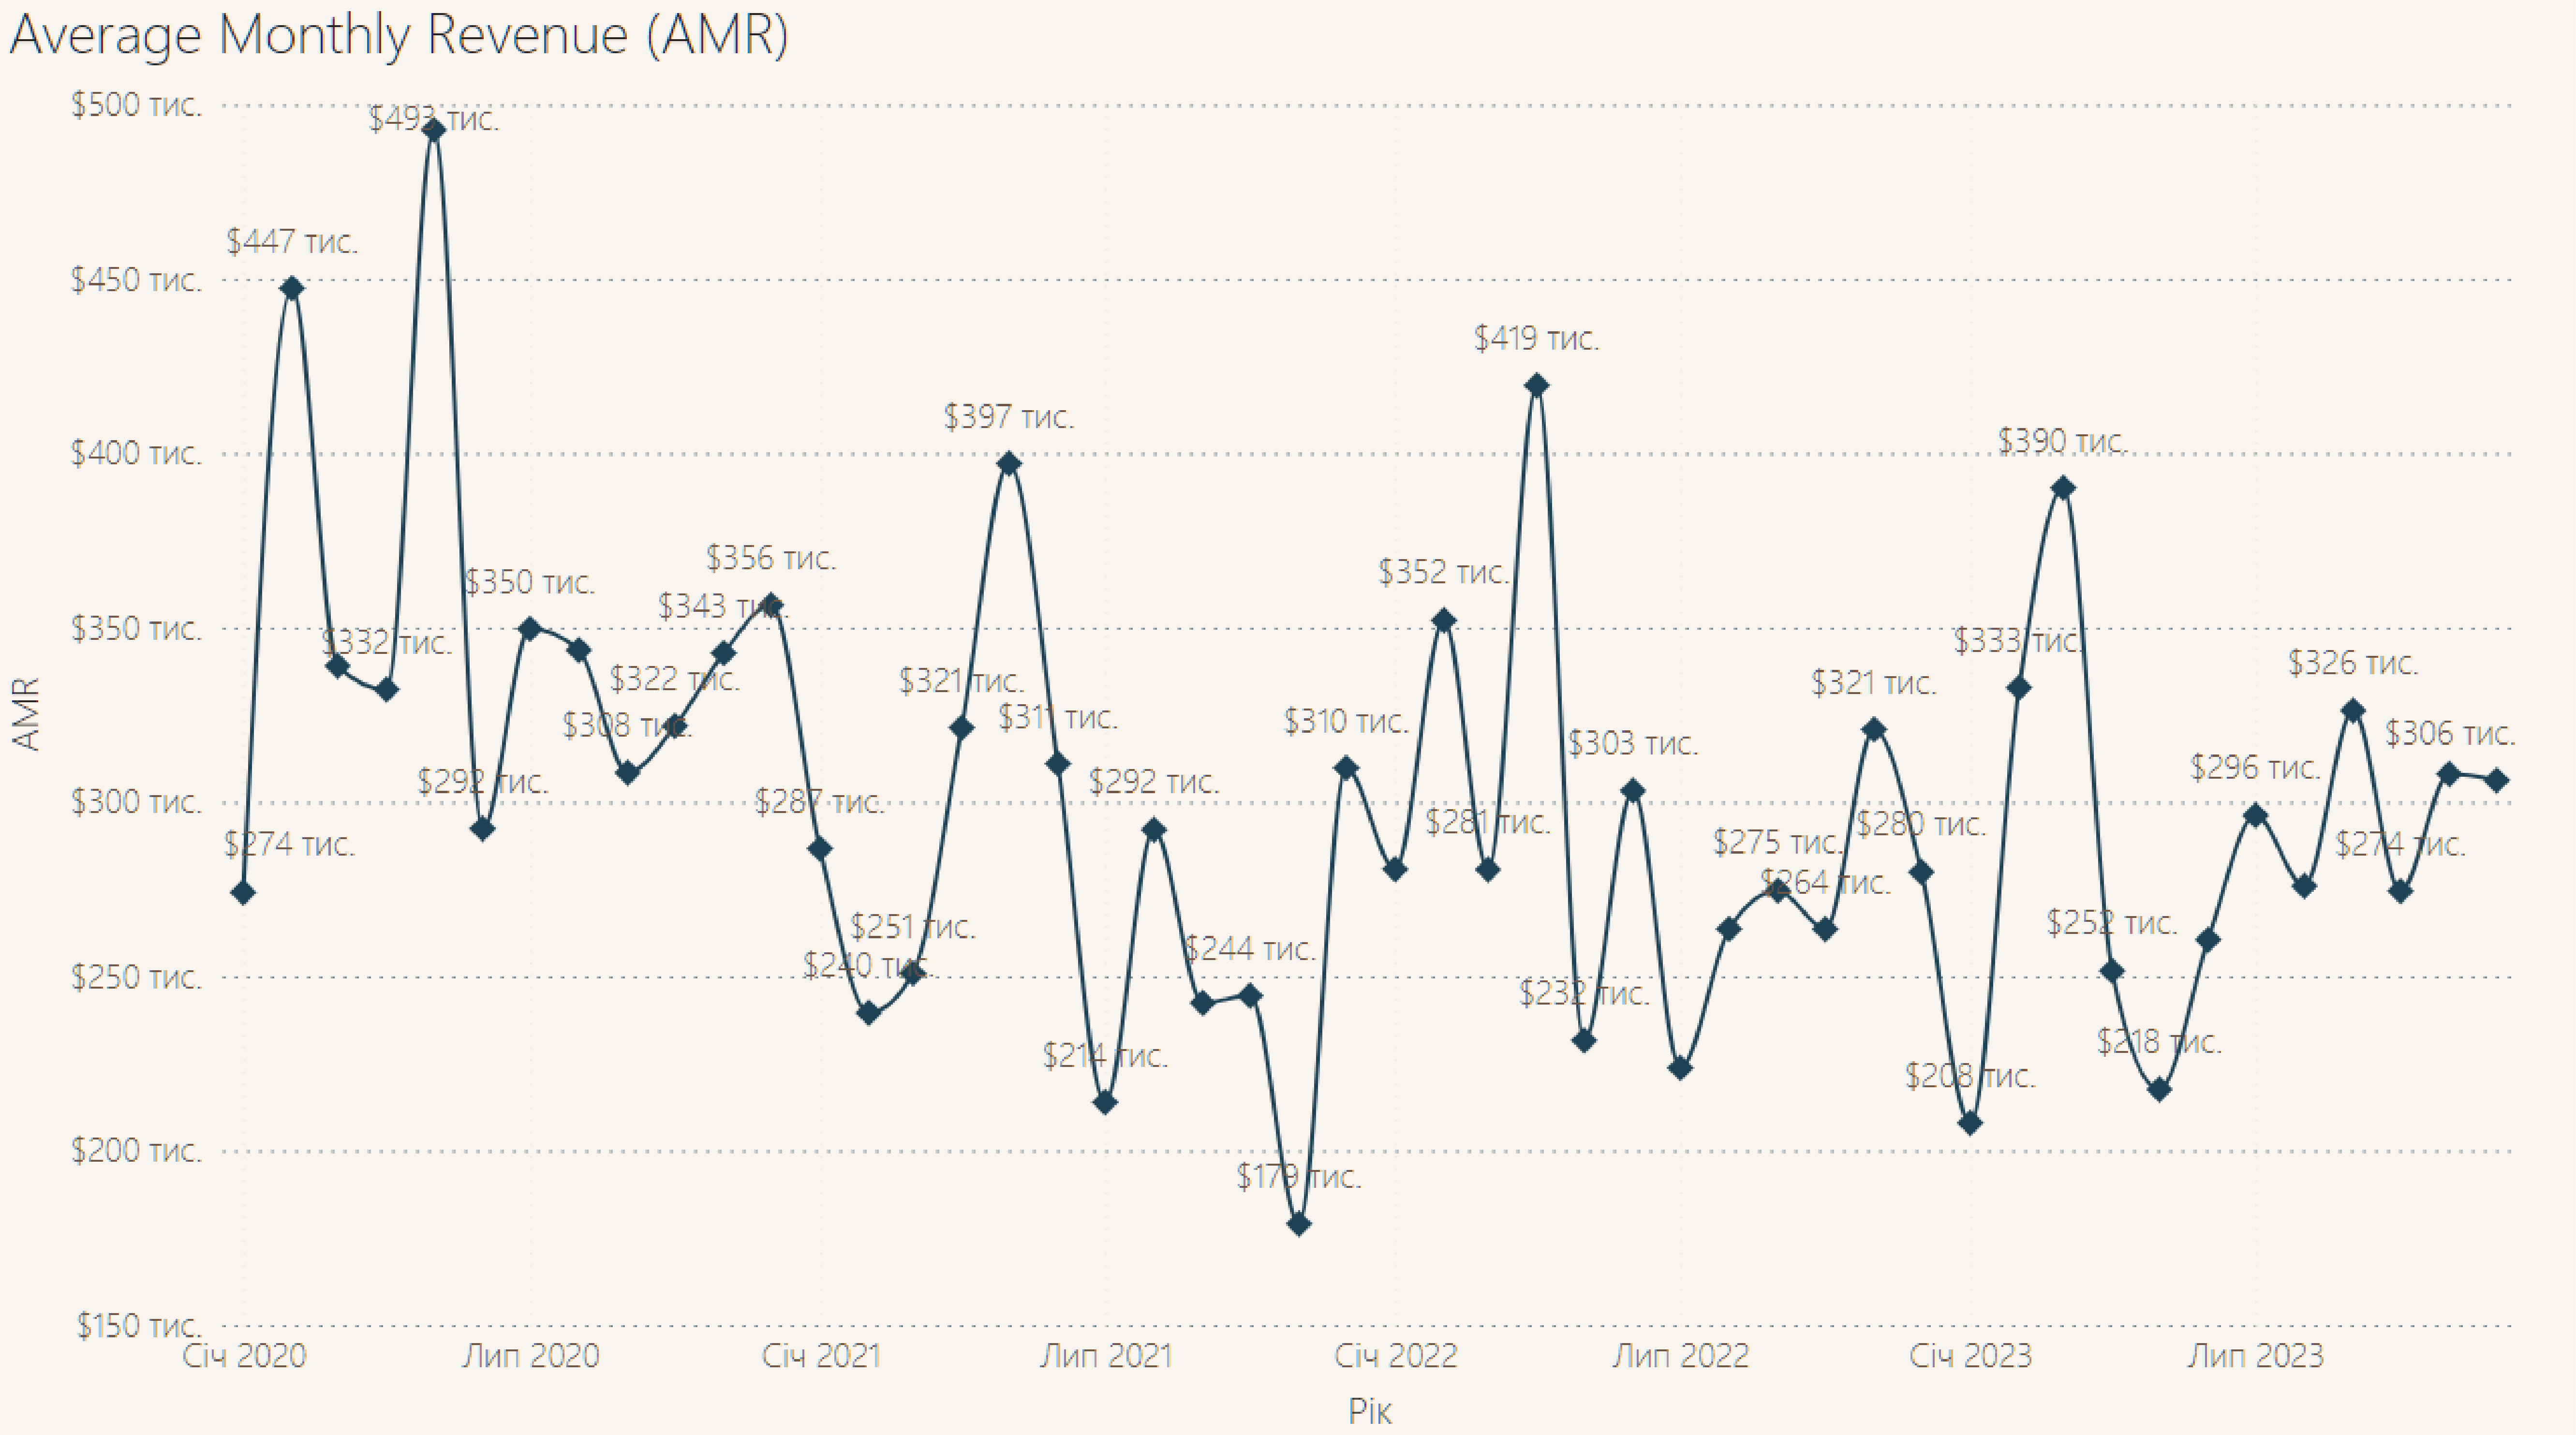 Average Monthly Revenue (AMR)
$500 тис.
$450 тис.
$400 тис.
$350 тис.
$300 тис.
$250 тис.
$200 тис.
$150 тис.
AMR
$274 тис.
$447 тис.
$332 тис.
$493 тис.
$292 тис.
$350 тис.
$308 тис.
$322 тис.
$343 тис.
$356 тис.
$287 тис.
$240 тис.
$251 тис.
$321 тис.
$397 тис.
$311 тис.
$214 тис.
$292 тис.
$244 тис.
$179 тис.
$310 тис.
$352 тис.
$281 тис.
$419 тис.
$232 тис.
$303 тис.
$275 тис.
$264 тис.
$321 тис.
$280 тис.
$208 тис.
$333 тис.
$390 тис.
$252 тис.
$218 тис.
$296 тис.
$326 тис.
$274 тис.
$306 тис.
Січ 2020
Лип 2020
Січ 2021
Лип 2021
Січ 2022
Лип 2022
Січ 2023
Лип 2023
Рік